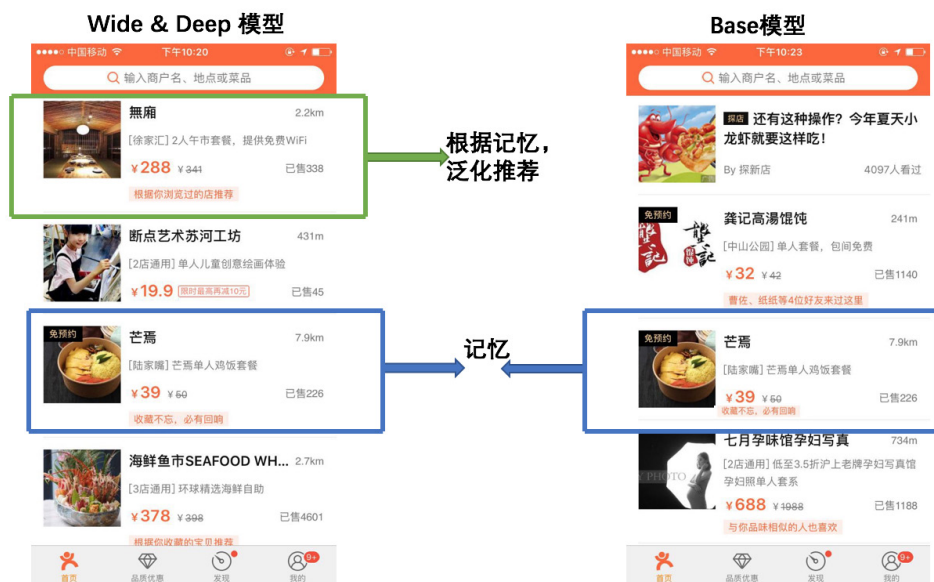 Wide & Deep 模型
中国移动 下午10:20
输入商户名、地点或菜品
無廂 2.2km
[徐家汇] 2人午市套餐，提供免费WiFi
¥288 ¥341 已售338
根据你浏览过的店推荐
断点艺术苏河工坊 431m
[2店通用] 单人儿童创意绘画体验
¥19.9 限时最高再减10元 已售45
免预约
芒焉 7.9km
[陆家嘴] 芒焉单人鸡饭套餐
¥39 ¥50 已售226
收藏不忘，必有回响
海鲜鱼市SEAFOOD WH... 2.7km
[3店通用] 环球精选海鲜自助
¥378 ¥398 已售4601
根据你收藏的宝贝推荐
9+
首页 品质优惠 发现 我的
根据记忆，
泛化推荐
记忆
Base模型
中国移动 下午10:23
输入商户名、地点或菜品
探店 还有这种操作？今年夏天小
龙虾就要这样吃！
By 探新店 4097人看过
免预约
龚记高湯馄饨 241m
[中山公园] 单人套餐，包间免费
¥32 ¥42 已售1140
曹佐、纸纸等4位好友来过这里
免预约
芒焉 7.9km
[陆家嘴] 芒焉单人鸡饭套餐
¥39 ¥50 已售226
收藏不忘，必有回响
七月孕味馆孕妇写真 734m
[2店通用] 低至3.5折沪上老牌孕妇写真馆
孕妇照单人套系
¥688 ¥1988 已售1188
与你品味相似的人也喜欢
9+
首页 品质优惠 发现 我的